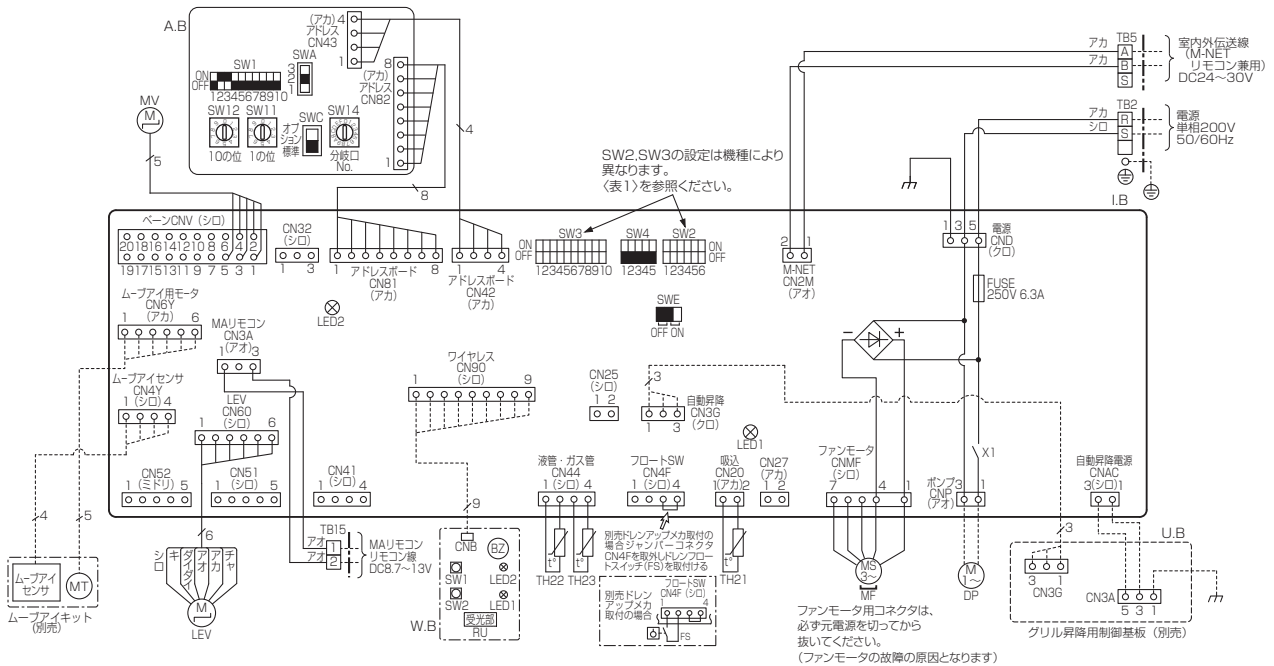 A.B
(アカ)
アドレス
CN43
4
1
SWA
3
2
1
SW1
ON
OFF
12345678910
(アカ)
アドレス
CN82
8
1
SW12
10の位
SW11
1の位
SWC
オプション
標準
SW14
分岐口
No.
MV
M
5
4
8
アカ
アカ
TB5
A
B
S
室内外伝送線
(M-NET
リモコン兼用)
DC24~30V
アカ
シロ
TB2
R
S
電源
単相200V
50/60Hz
SW2,SW3の設定は機種により
異なります。
〈表1〉を参照ください。
I.B
ベーンCNV(シロ)
20 18 16 14 12 10 8 6 4 2
19 17 15 13 11 9 7 5 3 1
CN32
(シロ)
1 3
1 8
アドレスボード
CN81
(アカ)
1 4
アドレスボード
CN42
(アカ)
SW3
ON
OFF
12345678910
SW4
12345
SW2
ON
OFF
123456
2 1
M-NET
CN2M
(アオ)
1 3 5
電源
CND
(クロ)
FUSE
250V 6.3A
SWE
OFF ON
LED2
ムーブアイ用モータ
CN6Y
(アカ)
1 6
MAリモコン
CN3A
(アオ)
1 3
ムーブアイセンサ
CN4Y
1 (シロ) 4
LEV
CN60
(シロ)
1 6
ワイヤレス
CN90
(シロ)
1 9
CN25
(シロ)
1 2
3
自動昇降
CN3G
(クロ)
1 3
LED1
− +
X1
CN52
1 (ミドリ) 5
CN51
1 (シロ) 5
CN41
1 (シロ) 4
液管・ガス管
CN44
1 (シロ) 4
フロートSW
CN4F
1 (シロ) 4
吸込
CN20
1 (アカ) 2
CN27
(アカ)
1 2
ファンモータ
CNMF
(シロ)
7 4 1
ポンプ
CNP
(アオ)
3 1
自動昇降電源
CNAC
3 (シロ) 1
4
5
ムーブアイ
センサ
MT
ムーブアイキット
(別売)
6
シロ
キ
ダイダイ
アオ
アカ
チャ
M
LEV
アオ
アオ
TB15
1
2
MAリモコン
リモコン線
DC8.7~13V
9
CNB
BZ
SW1
SW2
LED2
LED1
受光部
RU
W.B
t°
TH22
t°
TH23
別売ドレンアップメカ取付の
場合ジャンパーコネクタ
CN4Fを取外しドレンフロー
トスイッチ(FS)を取付ける
別売ドレン
アップメカ
取付の場合
フロートSW
CN4F (シロ)
1 4
FS
t°
TH21
MS
3~
MF
ファンモータ用コネクタは、
必ず元電源を切ってから
抜いてください。
(ファンモータの故障の原因となります)
M
1~
DP
3
U.B
3 1
CN3G
CN3A
5 3 1
グリル昇降用制御基板(別売)